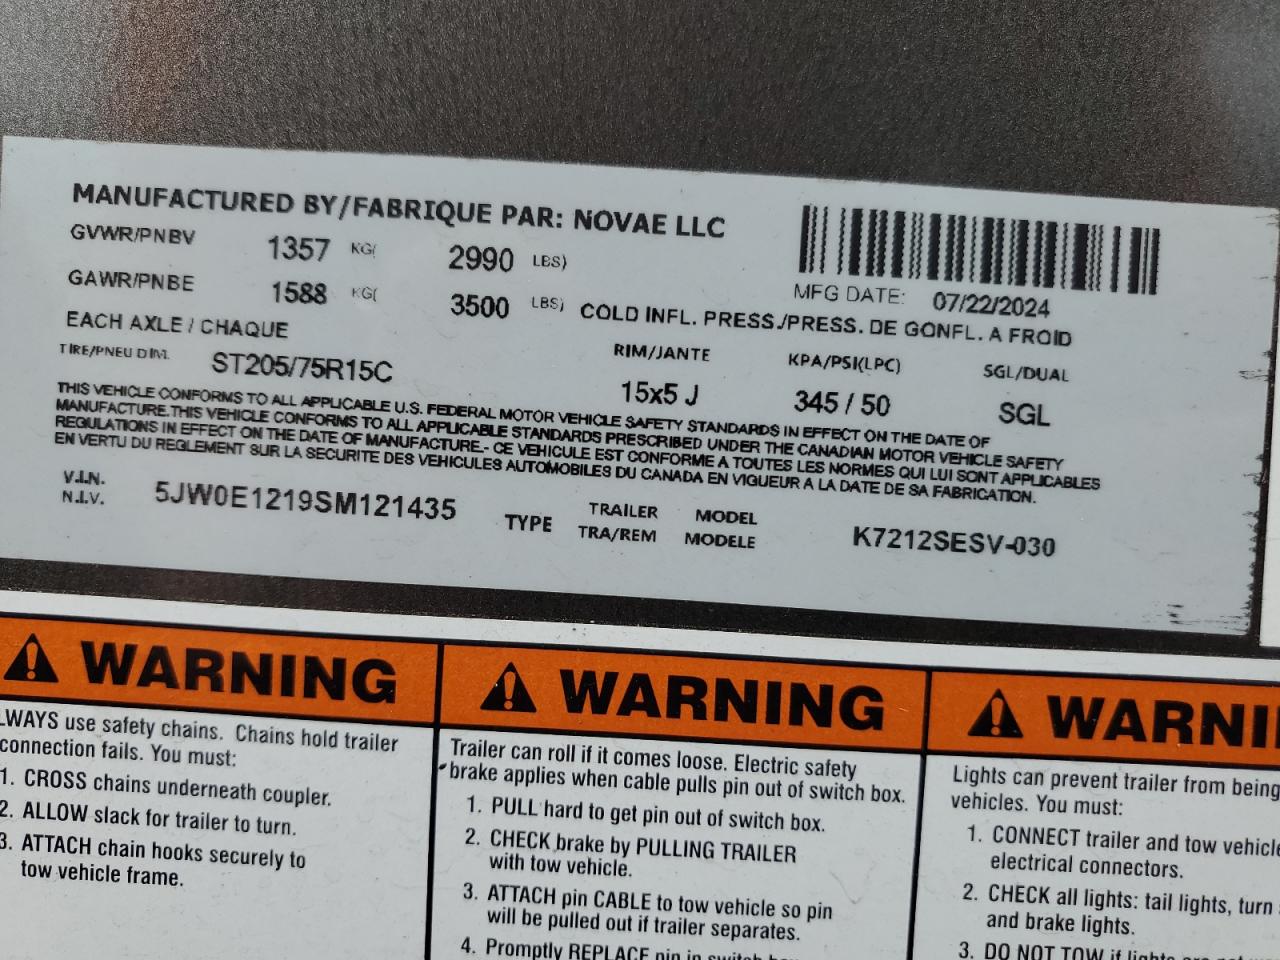 MANUFACTURED BY/FABRIQUE PAR: NOVAE LLC
GVWR/PNBV 1357 KG( 2990 LBS)
MFG DATE: 07/22/2024
GAWR/PNBE 1588 KG( 3500 LBS) COLD INFL. PRESS./PRESS. DE GONFL. A FROID
EACH AXLE / CHAQUE
TIRE/PNEU DIM. ST205/75R15C RIM/JANTE KPA/PSI(LPC) SGL/DUAL
15x5 J 345 / 50 SGL
THIS VEHICLE CONFORMS TO ALL APPLICABLE U.S. FEDERAL MOTOR VEHICLE SAFETY STANDARDS IN EFFECT ON THE DATE OF
MANUFACTURE.THIS VEHICLE CONFORMS TO ALL APPLICABLE STANDARDS PRESCRIBED UNDER THE CANADIAN MOTOR VEHICLE SAFETY
REGULATIONS IN EFFECT ON THE DATE OF MANUFACTURE.- CE VEHICULE EST CONFORME A TOUTES LES NORMES QUI LUI SONT APPLICABLES
EN VERTU DU REGLEMENT SUR LA SECURITE DES VEHICULES AUTOMOBILES DU CANADA EN VIGUEUR A LA DATE DE SA FABRICATION.
V.I.N. 5JW0E1219SM121435 TYPE TRAILER MODEL K7212SESV-030
N.I.V. TRA/REM MODELE
WARNING
LWAYS use safety chains. Chains hold trailer
connection fails. You must:
1. CROSS chains underneath coupler.
2. ALLOW slack for trailer to turn.
3. ATTACH chain hooks securely to
tow vehicle frame.
WARNING
Trailer can roll if it comes loose. Electric safety
brake applies when cable pulls pin out of switch box.
1. PULL hard to get pin out of switch box.
2. CHECK brake by PULLING TRAILER
with tow vehicle.
3. ATTACH pin CABLE to tow vehicle so pin
will be pulled out if trailer separates.
4. Promptly REPLACE pin in switch
WARNI
Lights can prevent trailer from being
vehicles. You must:
1. CONNECT trailer and tow vehicle
electrical connectors.
2. CHECK all lights: tail lights, turn
and brake lights.
3. DO NOT TOW if lights